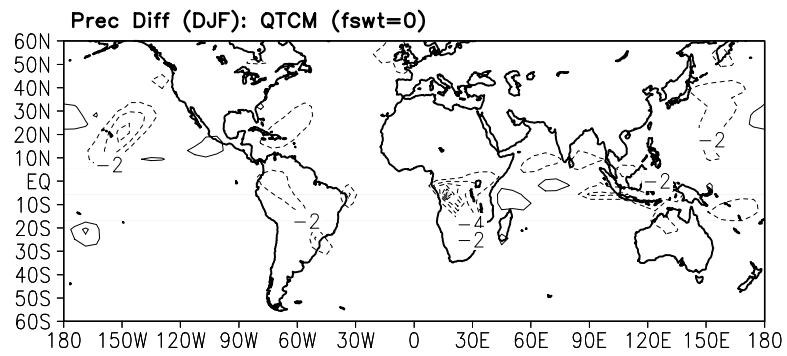 Prec Diff (DJF): QTCM (fswt=0)
60N
50N
40N
30N
20N
10N
EQ
10S
20S
30S
40S
50S
60S
-2
-2
-2
-2
-2
-4
-2
180 150W 120W 90W 60W 30W 0 30E 60E 90E 120E 150E 180